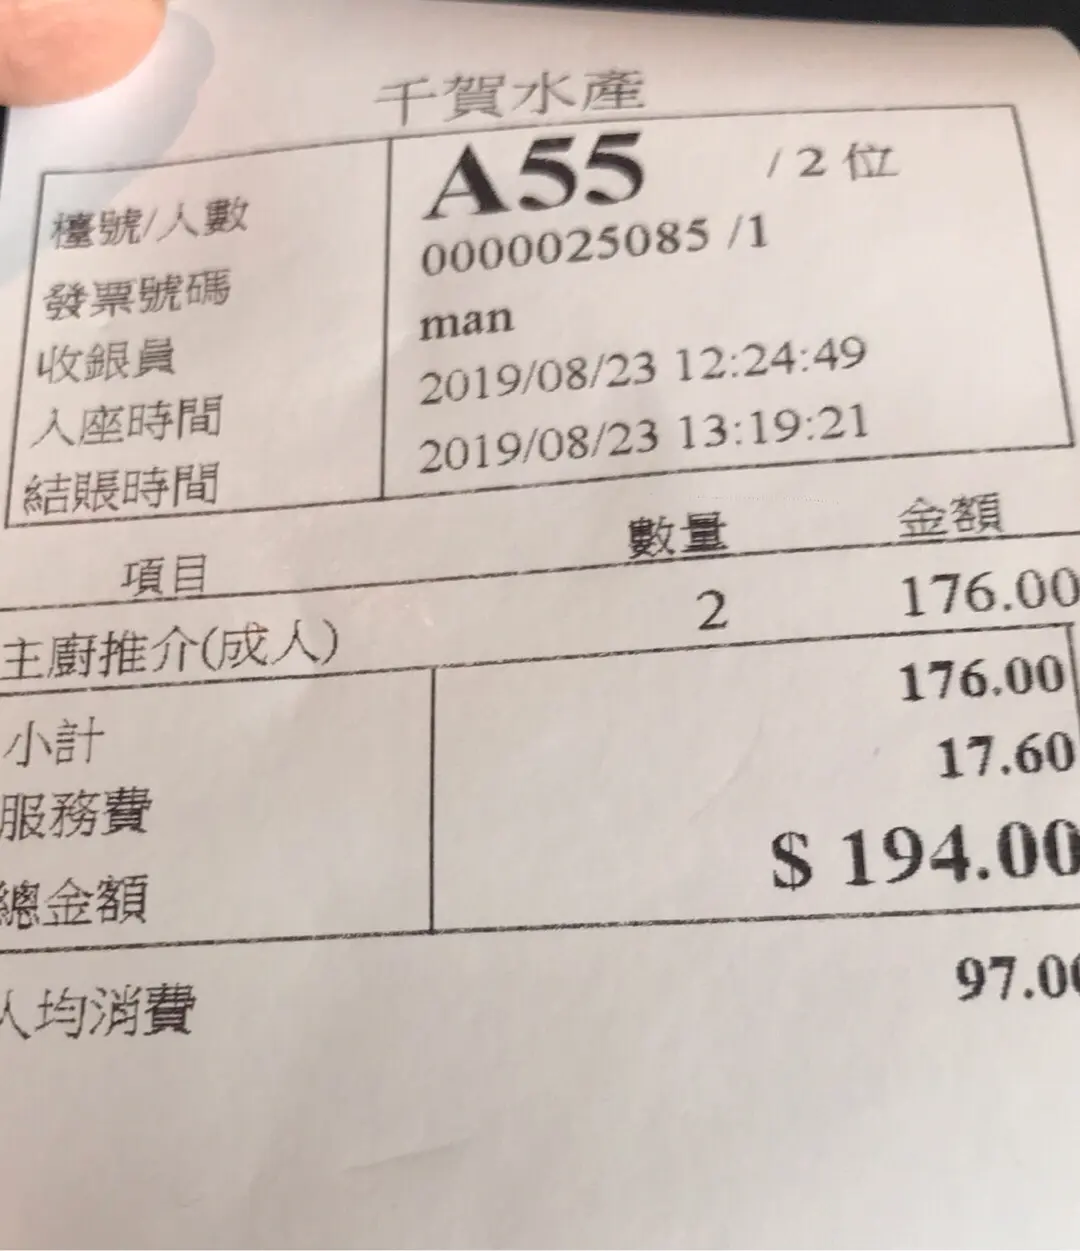 千賀水產
檯號/人數 A55 / 2 位
發票號碼 0000025085 /1
收銀員 man
入座時間 2019/08/23 12:24:49
結賬時間 2019/08/23 13:19:21
項目 數量 金額
主廚推介(成人) 2 176.00
小計 176.00
服務費 17.60
總金額 $ 194.00
人均消費 97.00